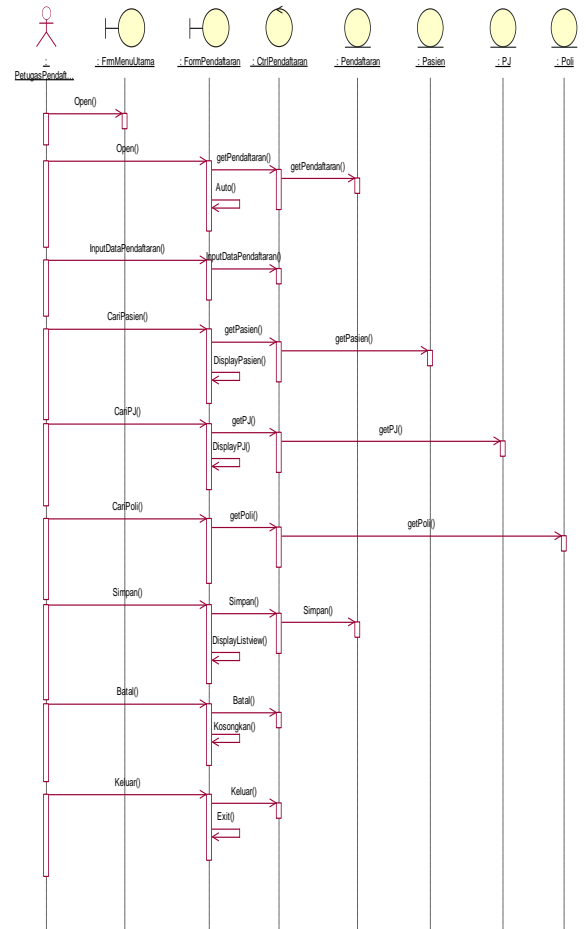 :
PetugasPendaft...
: FrmMenuUtama
: FormPendaftaran
: CtrlPendaftaran
: Pendaftaran
: Pasien
: PJ
: Poli
Open()
Open()
getPendaftaran()
getPendaftaran()
Auto()
InputDataPendaftaran()
InputDataPendaftaran()
CariPasien()
getPasien()
getPasien()
DisplayPasien()
CariPJ()
getPJ()
getPJ()
DisplayPJ()
CariPoli()
getPoli()
getPoli()
Simpan()
Simpan()
Simpan()
DisplayListview()
Batal()
Batal()
Kosongkan()
Keluar()
Keluar()
Exit()